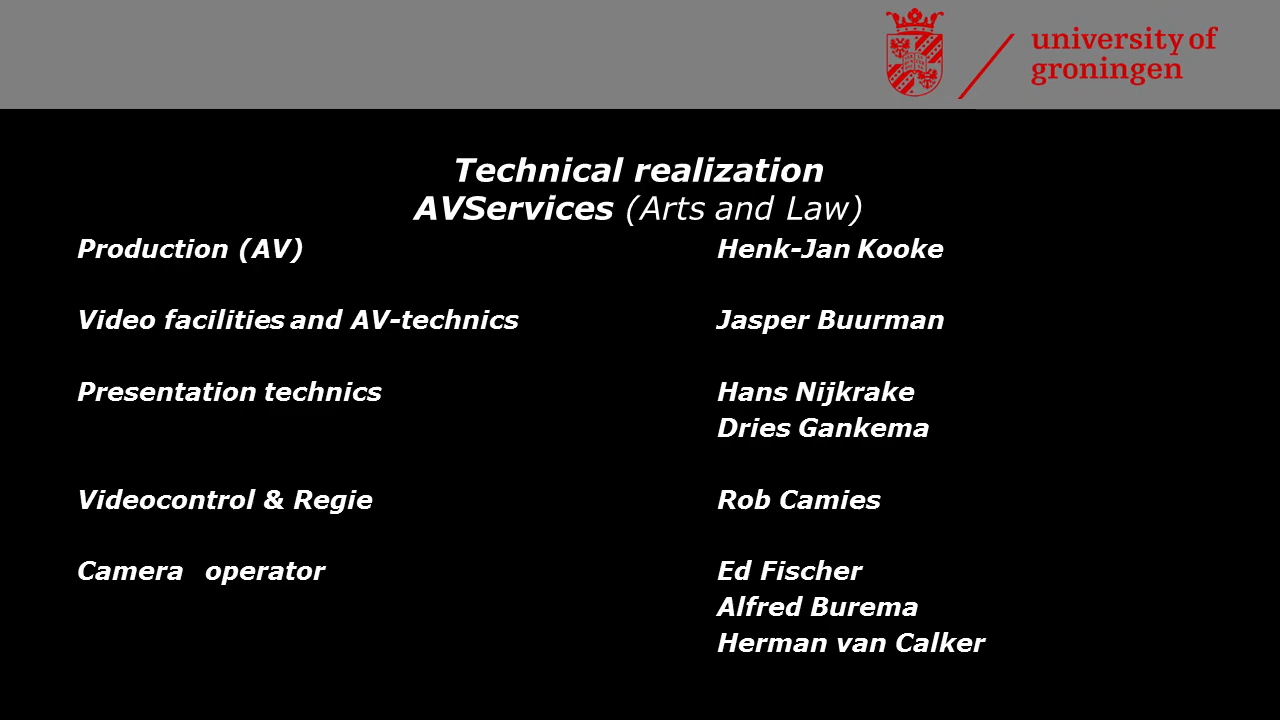 university of
groningen
Technical realization
AVServices (Arts and Law)
Production (AV) Henk-Jan Kooke
Video facilities and AV-technics Jasper Buurman
Presentation technics Hans Nijkrake
Dries Gankema
Videocontrol & Regie Rob Camies
Camera operator Ed Fischer
Alfred Burema
Herman van Calker